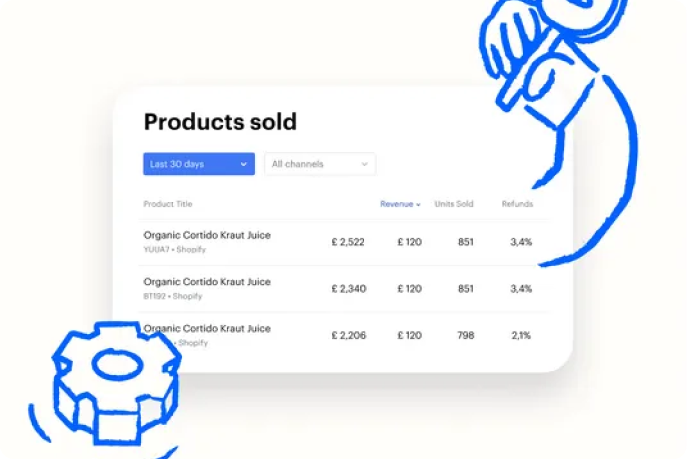 Products sold
Last 30 days All channels
Product Title Revenue Units Sold Refunds
Organic Cortido Kraut Juice
YUUA7 • Shopify
£ 2,522 £ 120 851 3,4%
Organic Cortido Kraut Juice
BT192 • Shopify
£ 2,340 £ 120 851 3,4%
Organic Cortido Kraut Juice
• Shopify
£ 2,206 £ 120 798 2,1%